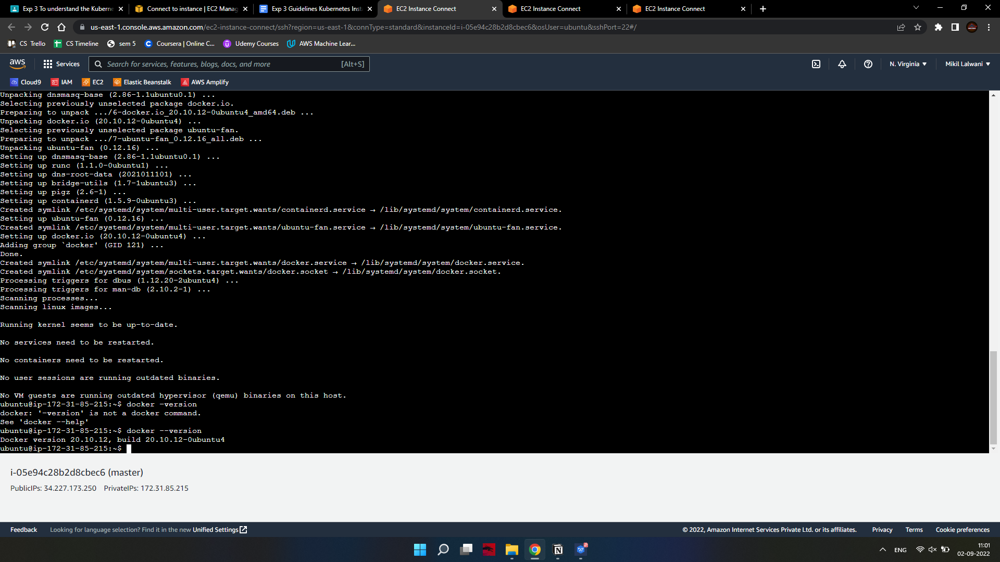 Exp 3 To understand the Kuberne
Connect to instance | EC2 Manag
Exp 3 Guidelines Kubernetes Inst
EC2 Instance Connect
EC2 Instance Connect
EC2 Instance Connect
us-east-1.console.aws.amazon.com/ec2-instance-connect/ssh?region=us-east-1&connType=standard&instanceId=i-05e94c28b2d8cbec6&osUser=ubuntu&sshPort=22#/
CS Trello
CS Timeline
sem 5
Coursera | Online C...
Udemy Courses
AWS Machine Lear...
aws
Services
Search for services, features, blogs, docs, and more
[Alt+S]
N. Virginia
Mikil Lalwani
Cloud9
IAM
EC2
Elastic Beanstalk
AWS Amplify
Unpacking dnsmasq-base (2.86-1.1ubuntu0.1) ...
Selecting previously unselected package docker.io.
Preparing to unpack .../6-docker.io_20.10.12-0ubuntu4_amd64.deb ...
Unpacking docker.io (20.10.12-0ubuntu4) ...
Selecting previously unselected package ubuntu-fan.
Preparing to unpack .../7-ubuntu-fan_0.12.16_all.deb ...
Unpacking ubuntu-fan (0.12.16) ...
Setting up dnsmasq-base (2.86-1.1ubuntu0.1) ...
Setting up runc (1.1.0-0ubuntu1) ...
Setting up dns-root-data (2021011101) ...
Setting up bridge-utils (1.7-1ubuntu3) ...
Setting up pigz (2.6-1) ...
Setting up containerd (1.5.9-0ubuntu3) ...
Created symlink /etc/systemd/system/multi-user.target.wants/containerd.service → /lib/systemd/system/containerd.service.
Setting up ubuntu-fan (0.12.16) ...
Created symlink /etc/systemd/system/multi-user.target.wants/ubuntu-fan.service → /lib/systemd/system/ubuntu-fan.service.
Setting up docker.io (20.10.12-0ubuntu4) ...
Adding group `docker' (GID 121) ...
Done.
Created symlink /etc/systemd/system/multi-user.target.wants/docker.service → /lib/systemd/system/docker.service.
Created symlink /etc/systemd/system/sockets.target.wants/docker.socket → /lib/systemd/system/docker.socket.
Processing triggers for dbus (1.12.20-2ubuntu4) ...
Processing triggers for man-db (2.10.2-1) ...
Scanning processes...
Scanning linux images...
Running kernel seems to be up-to-date.
No services need to be restarted.
No containers need to be restarted.
No user sessions are running outdated binaries.
No VM guests are running outdated hypervisor (qemu) binaries on this host.
ubuntu@ip-172-31-85-215:~$ docker –version
docker: '–version' is not a docker command.
See 'docker --help'
ubuntu@ip-172-31-85-215:~$ docker --version
Docker version 20.10.12, build 20.10.12-0ubuntu4
ubuntu@ip-172-31-85-215:~$
i-05e94c28b2d8cbec6 (master)
PublicIPs: 34.227.173.250 PrivateIPs: 172.31.85.215
Feedback
Looking for language selection? Find it in the new Unified Settings
© 2022, Amazon Internet Services Private Ltd. or its affiliates.
Privacy
Terms
Cookie preferences
ENG
11:01
02-09-2022